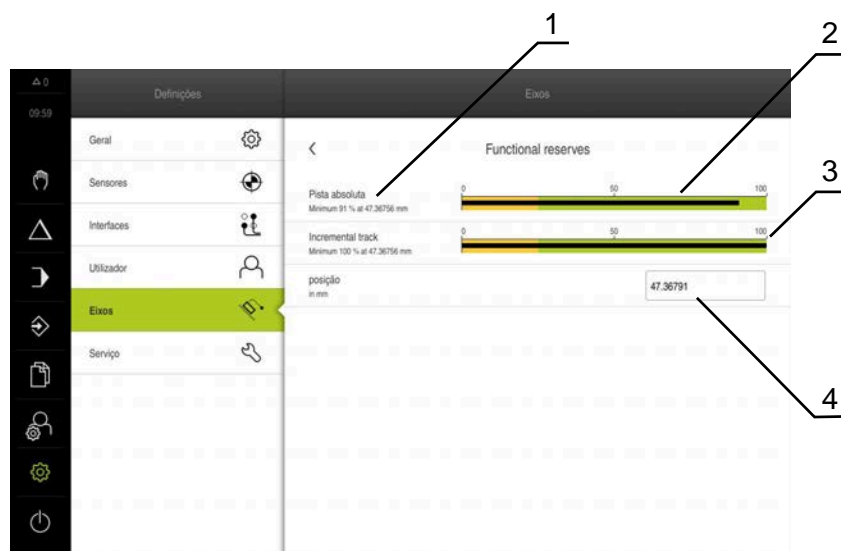 1
2
△ 0
Definições
Eixos
09:59
Geral
Functional reserves
3
Sensores
Pista absoluta
Minimum 91 % at 47.36756 mm
0 50 100
Interfaces
Incremental track
Minimum 100 % at 47.36756 mm
0 50 100
Utilizador
posição
in mm
47.36791
Eixos
Serviço
4